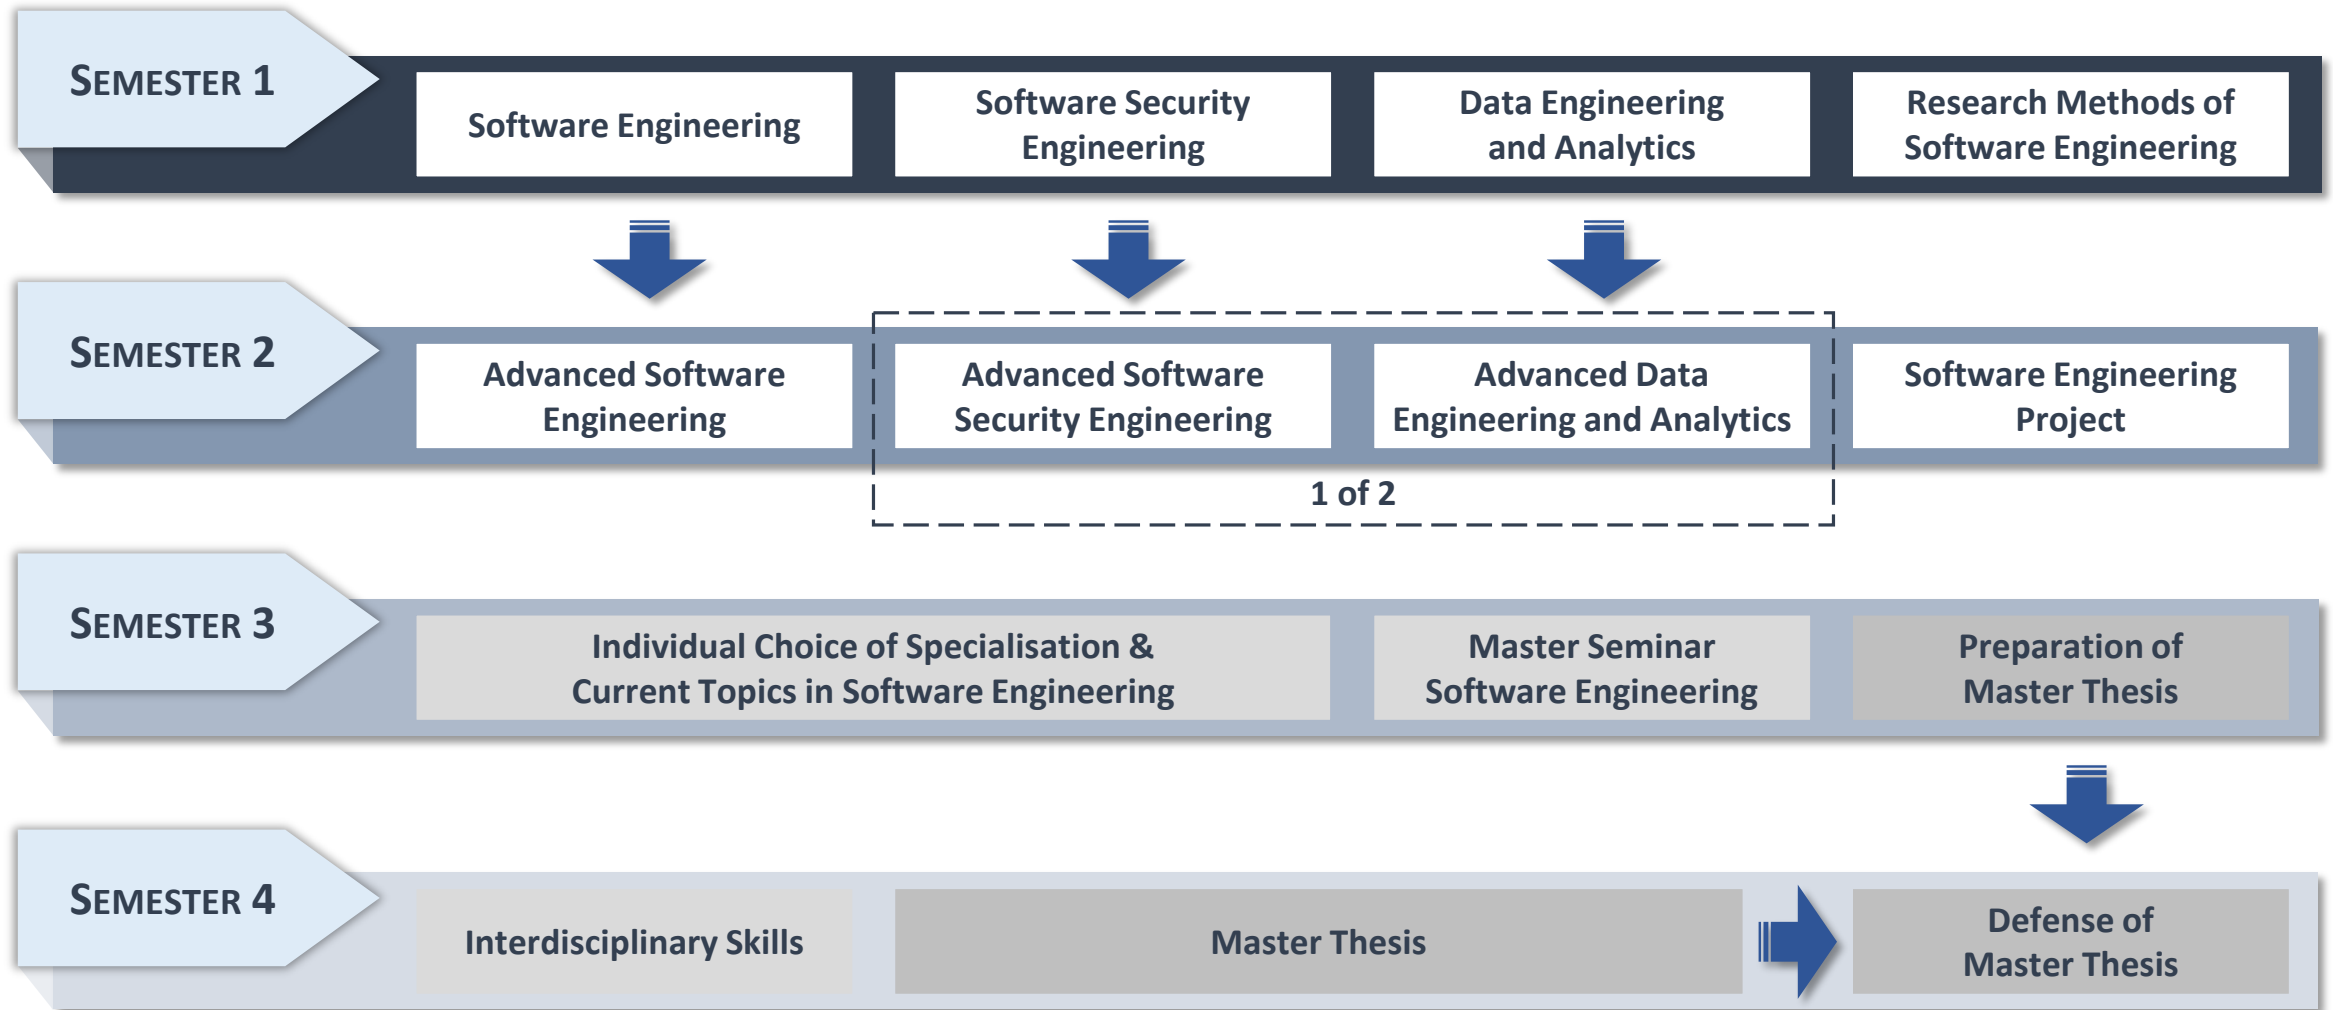 SEMESTER 1
Software Engineering
Software Security
Engineering
Data Engineering
and Analytics
Research Methods of
Software Engineering
SEMESTER 2
Advanced Software
Engineering
Advanced Software
Security Engineering
Advanced Data
Engineering and Analytics
Software Engineering
Project
1 of 2
SEMESTER 3
Individual Choice of Specialisation &
Current Topics in Software Engineering
Master Seminar
Software Engineering
Preparation of
Master Thesis
SEMESTER 4
Interdisciplinary Skills
Master Thesis
Defense of
Master Thesis